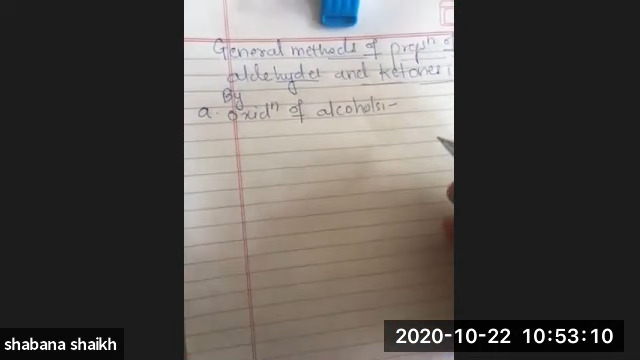 General methods of prepn of
aldehydes and ketones :
By
a. oxidn of alcohols:-
shabana shaikh
2020-10-22 10:53:10